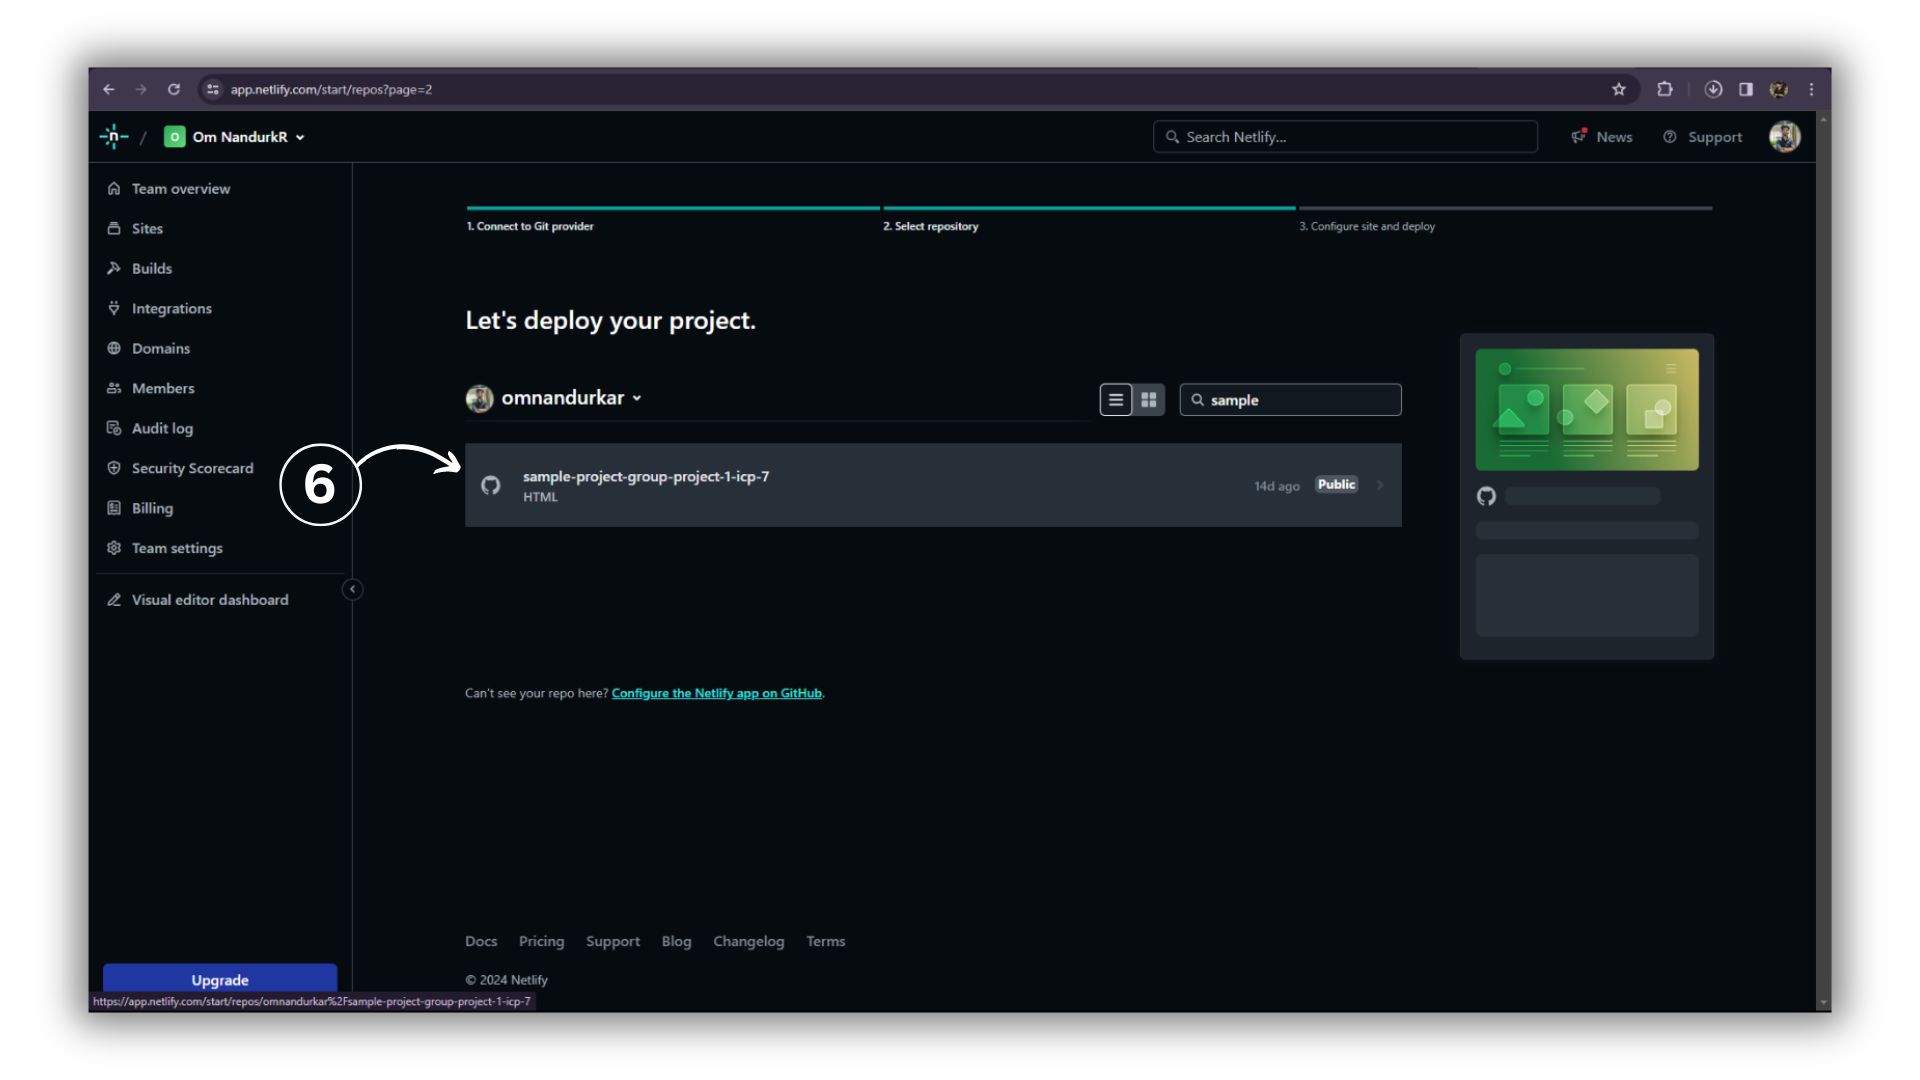 app.netlify.com/start/repos?page=2
n / O Om NandurkR
Search Netlify...
News
Support
Team overview
Sites
Builds
Integrations
Domains
Members
Audit log
Security Scorecard
Billing
Team settings
Visual editor dashboard
Upgrade
1. Connect to Git provider
2. Select repository
3. Configure site and deploy
Let's deploy your project.
omnandurkar
sample
6
sample-project-group-project-1-icp-7
HTML
14d ago
Public
Can't see your repo here? Configure the Netlify app on GitHub.
Docs Pricing Support Blog Changelog Terms
© 2024 Netlify
https://app.netlify.com/start/repos/omnandurkar%2Fsample-project-group-project-1-icp-7